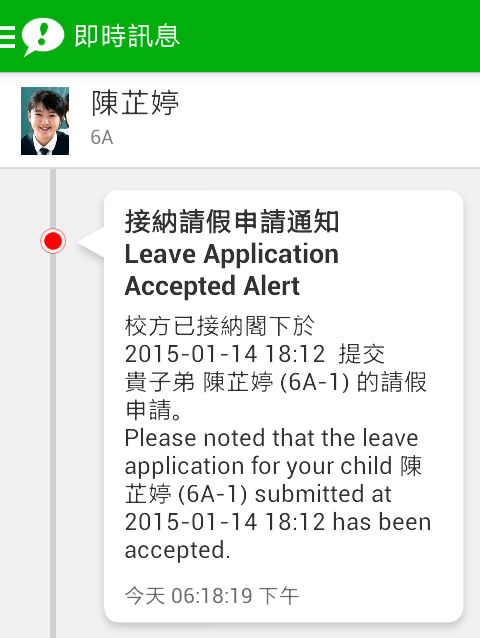 即時訊息
陳芷婷
6A
接納請假申請通知
Leave Application
Accepted Alert
校方已接納閣下於
2015-01-14 18:12 提交
貴子弟 陳芷婷 (6A-1) 的請假
申請。
Please noted that the leave
application for your child 陳
芷婷 (6A-1) submitted at
2015-01-14 18:12 has been
accepted.
今天 06:18:19 下午